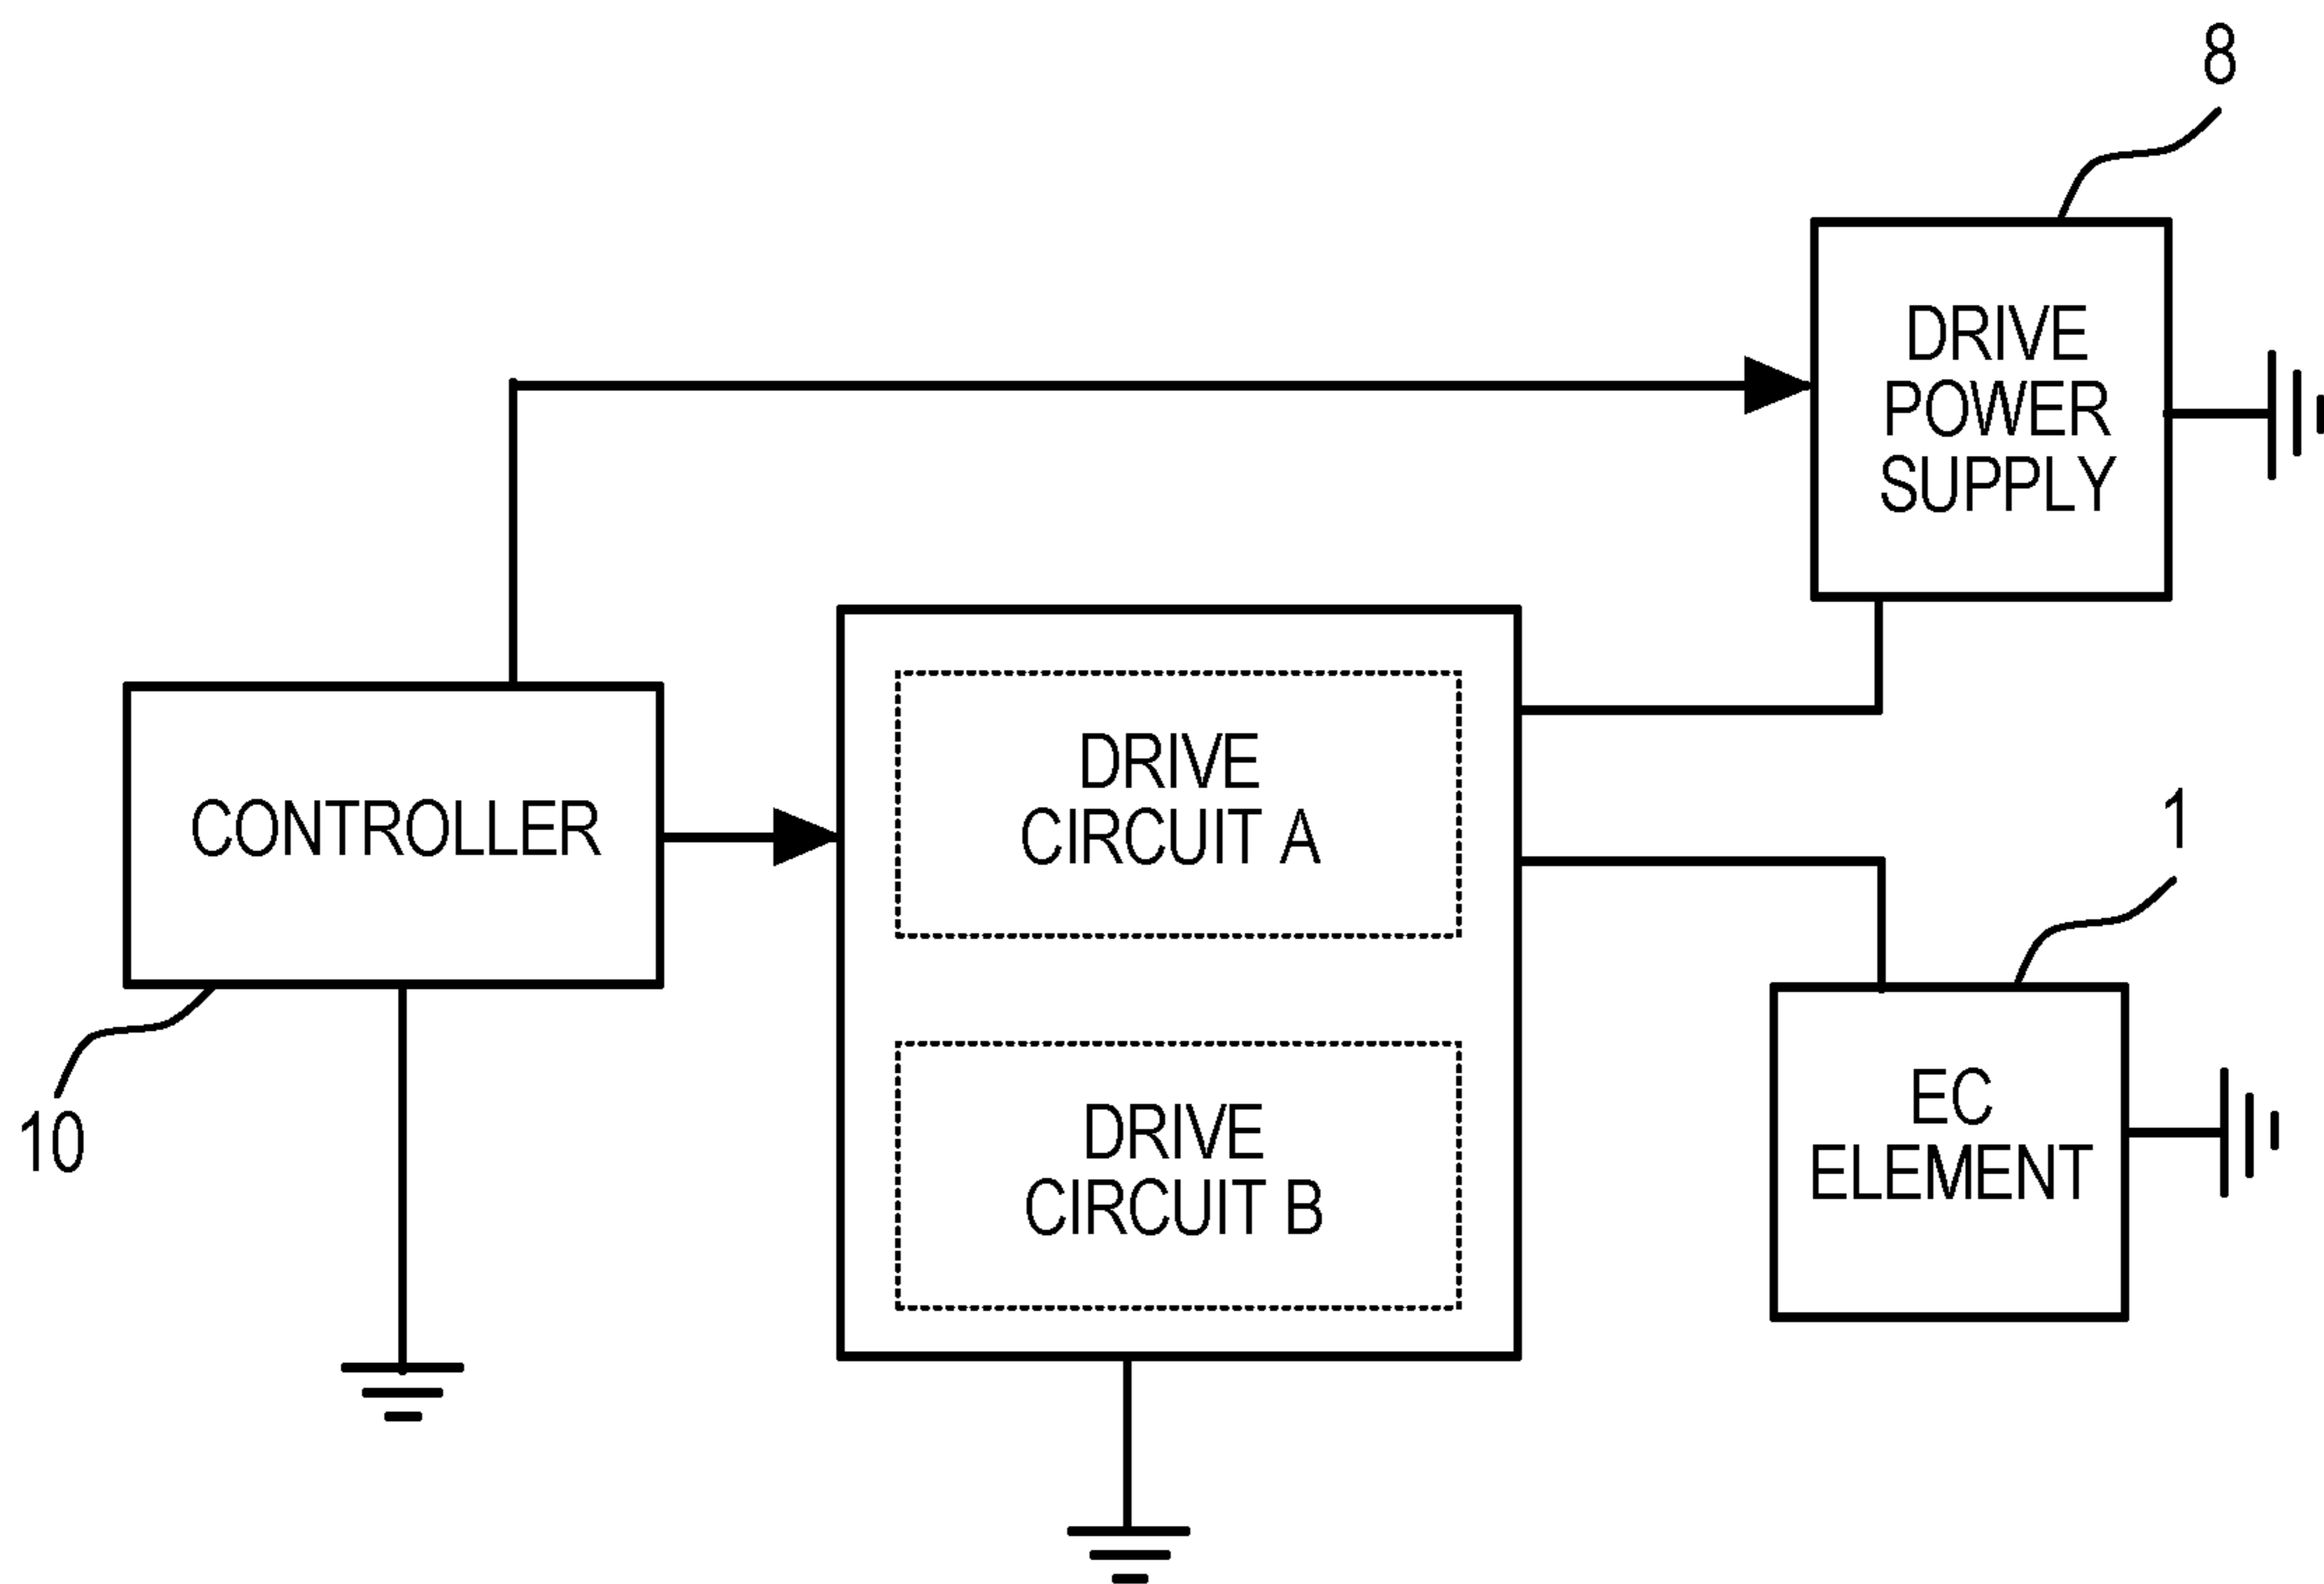 8
DRIVE
POWER
SUPPLY
CONTROLLER
10
DRIVE
CIRCUIT A
DRIVE
CIRCUIT B
1
EC
ELEMENT